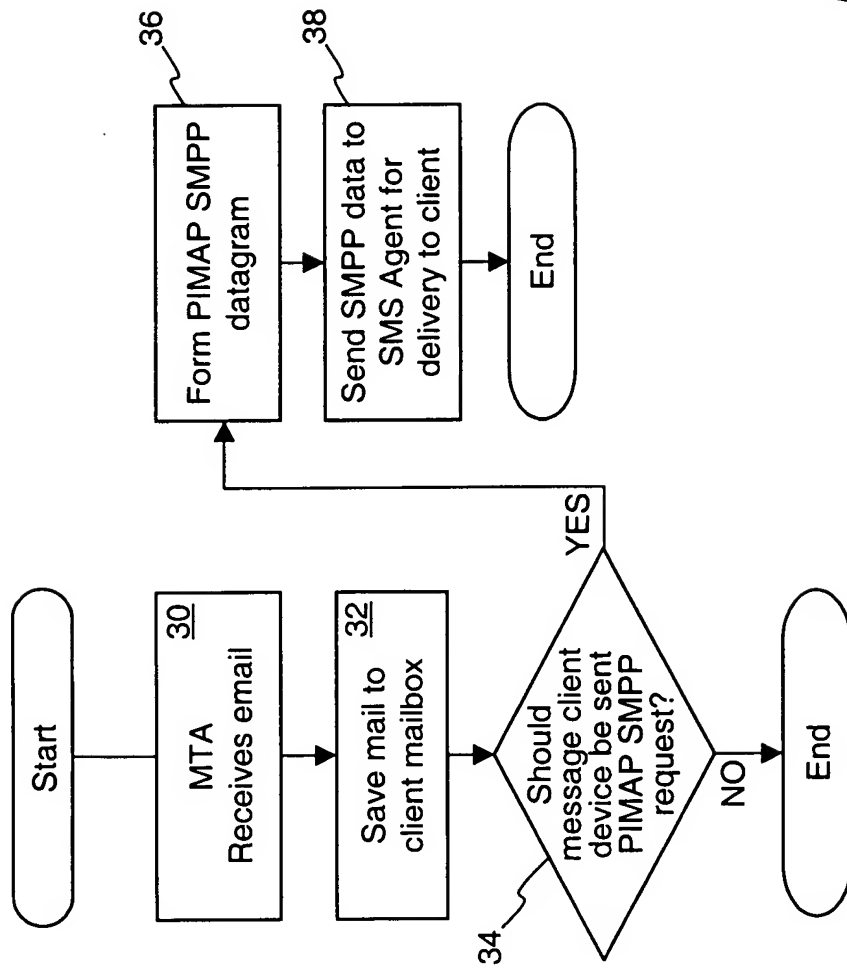 Start
30
MTA
Receives email
32
Save mail to
client mailbox
34
Should
message client
device be sent
PIMAP SMPP
request?
YES
NO
End
36
Form PIMAP SMPP
datagram
38
Send SMPP data to
SMS Agent for
delivery to client
End